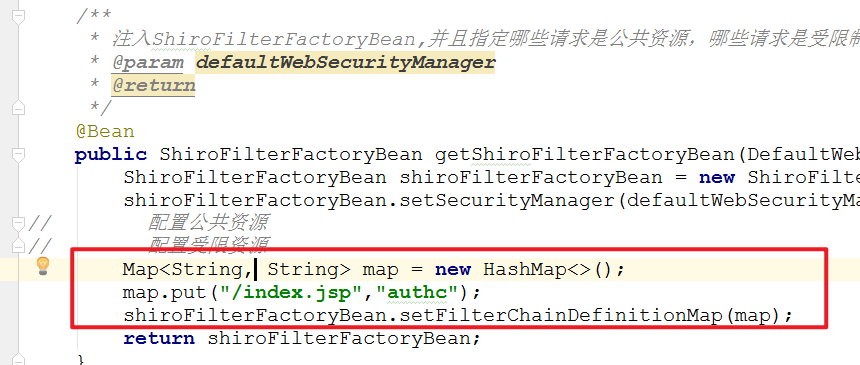 /**
* 注入ShiroFilterFactoryBean,并且指定哪些请求是公共资源，哪些请求是受限
* @param defaultWebSecurityManager
* @return
*/
@Bean
public ShiroFilterFactoryBean getShiroFilterFactoryBean(DefaultWeb
ShiroFilterFactoryBean shiroFilterFactoryBean = new ShiroFilter
shiroFilterFactoryBean.setSecurityManager(defaultWebSecurityMa
// 配置公共资源
// 配置受限资源
Map<String, String> map = new HashMap<>();
map.put("/index.jsp","authc");
shiroFilterFactoryBean.setFilterChainDefinitionMap(map);
return shiroFilterFactoryBean;
}